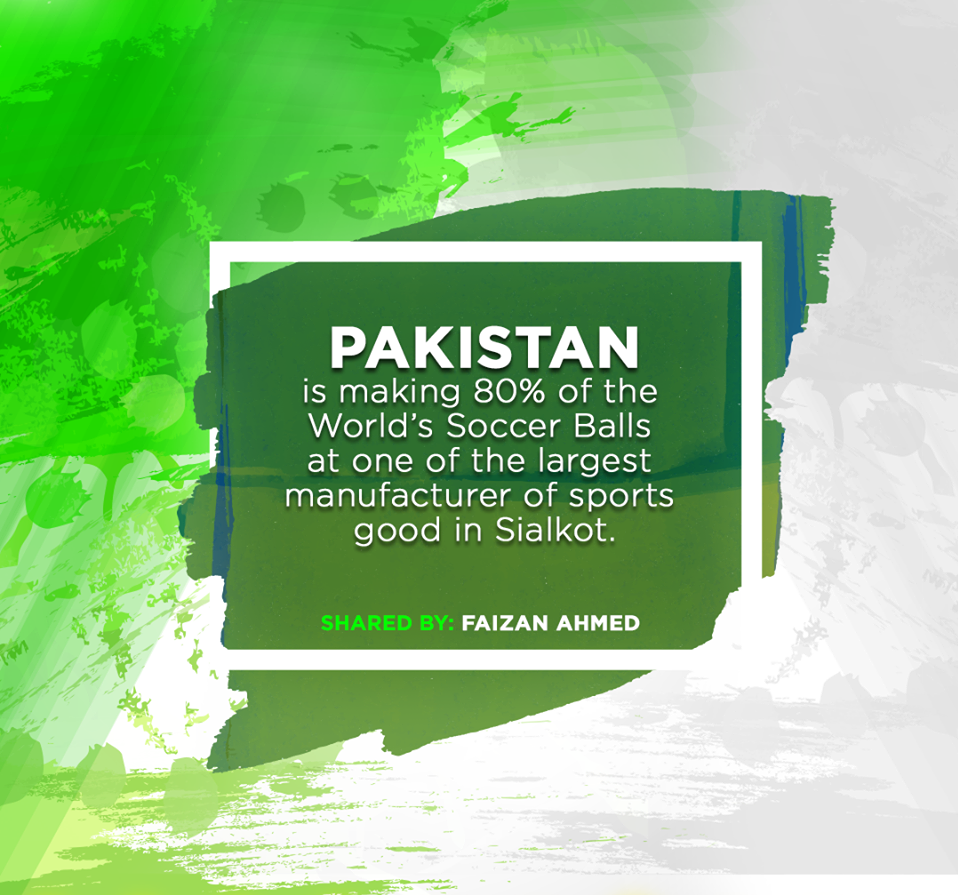 PAKISTAN
is making 80% of the
World's Soccer Balls
at one of the largest
manufacturer of sports
good in Sialkot.
SHARED BY: FAIZAN AHMED